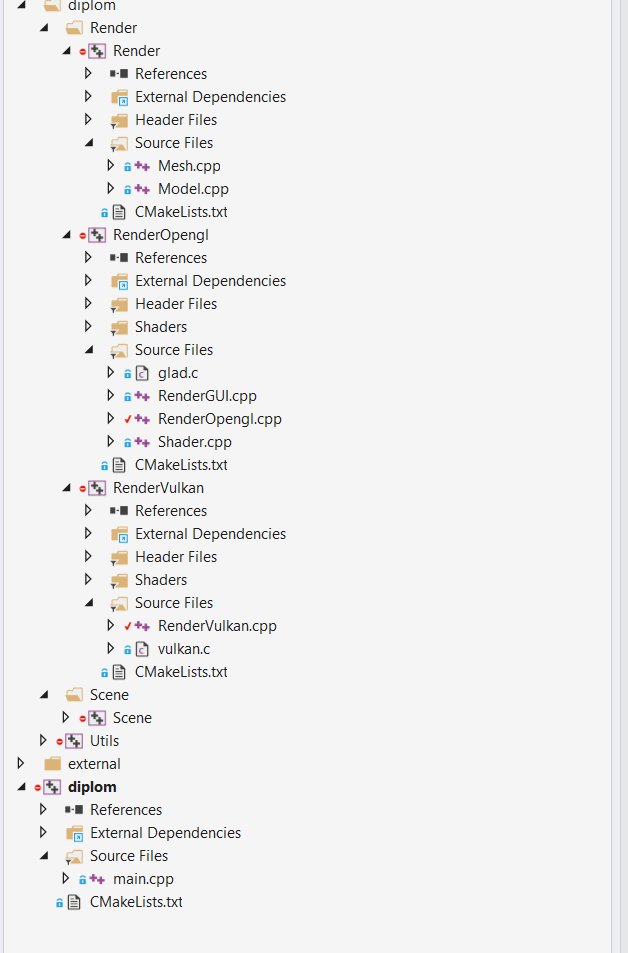 diplom
Render
Render
References
External Dependencies
Header Files
Source Files
Mesh.cpp
Model.cpp
CMakeLists.txt
RenderOpengl
References
External Dependencies
Header Files
Shaders
Source Files
glad.c
RenderGUI.cpp
RenderOpengl.cpp
Shader.cpp
CMakeLists.txt
RenderVulkan
References
External Dependencies
Header Files
Shaders
Source Files
RenderVulkan.cpp
vulkan.c
CMakeLists.txt
Scene
Scene
Utils
external
diplom
References
External Dependencies
Source Files
main.cpp
CMakeLists.txt